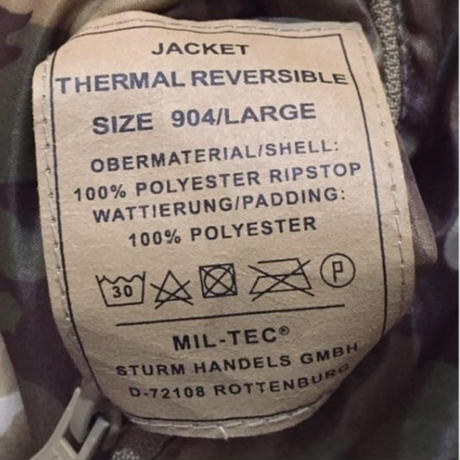 JACKET
THERMAL REVERSIBLE
SIZE 904/LARGE
OBERMATERIAL/SHELL:
100% POLYESTER RIPSTOP
WATTIERUNG/PADDING:
100% POLYESTER
30 P
MIL-TEC®
STURM HANDELS GMBH
D-72108 ROTTENBURG